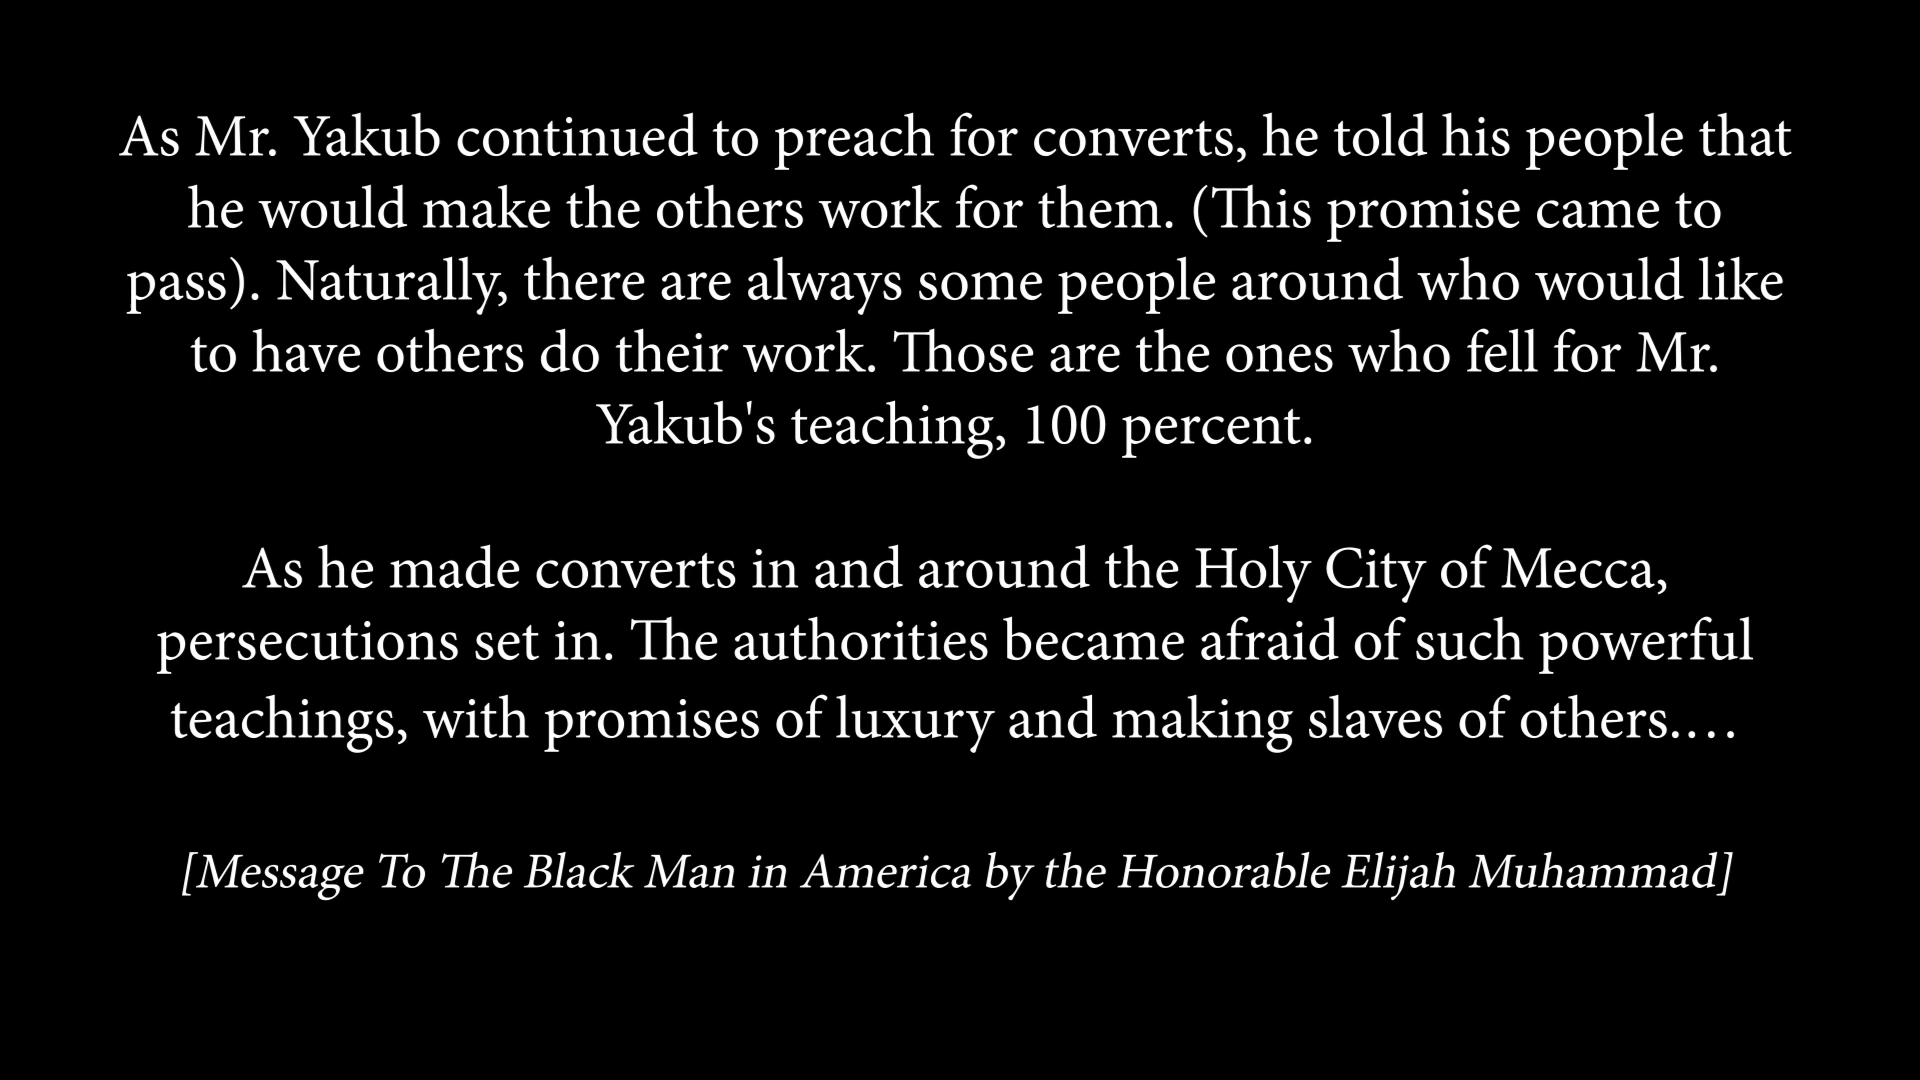 As Mr. Yakub continued to preach for converts, he told his people that
he would make the others work for them. (This promise came to
pass). Naturally, there are always some people around who would like
to have others do their work. Those are the ones who fell for Mr.
Yakub's teaching, 100 percent.
As he made converts in and around the Holy City of Mecca,
persecutions set in. The authorities became afraid of such powerful
teachings, with promises of luxury and making slaves of others.…
[Message To The Black Man in America by the Honorable Elijah Muhammad]